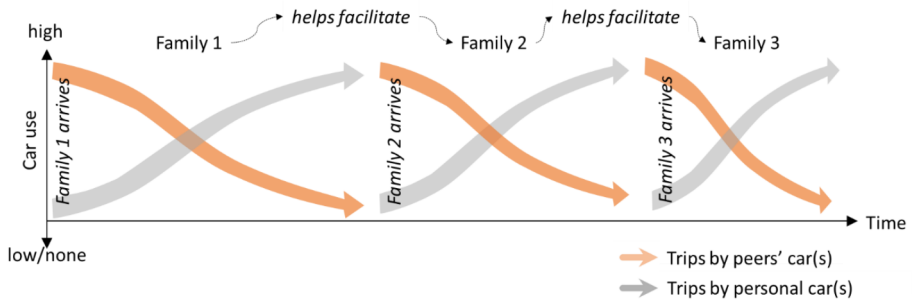 high
helps facilitate
helps facilitate
Family 1
Family 2
Family 3
Car use
Family 1 arrives
Family 2 arrives
Family 3 arrives
Time
low/none
Trips by peers’ car(s)
Trips by personal car(s)